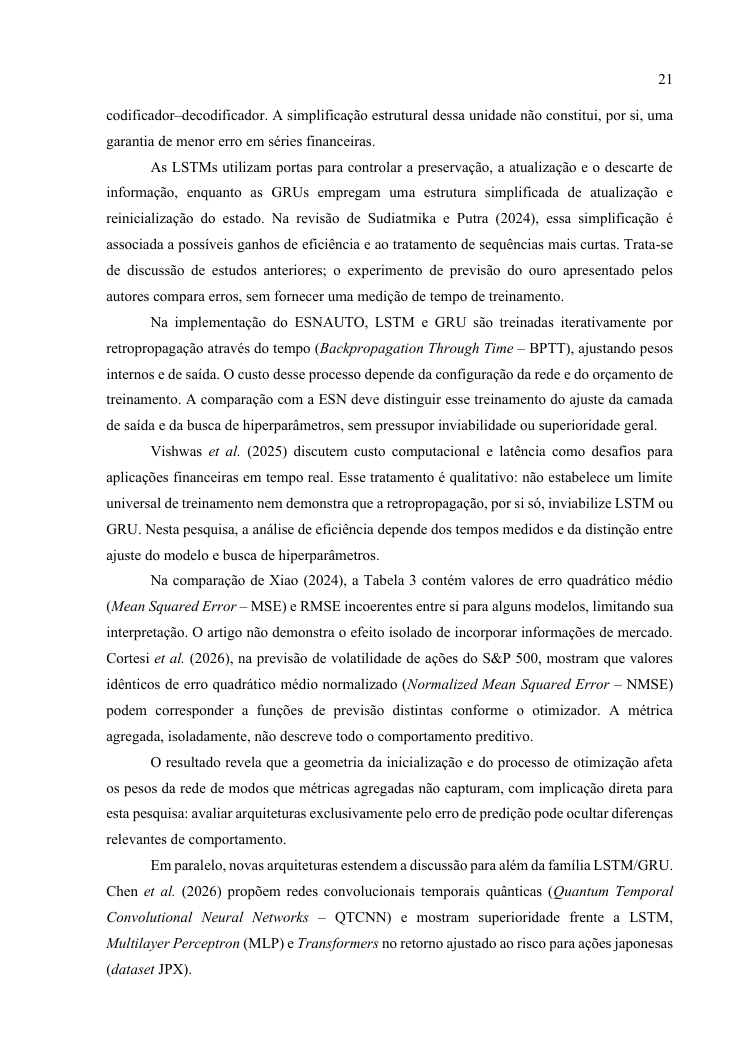 21
codificador–decodificador. A simplificação estrutural dessa unidade não constitui, por si, uma
garantia de menor erro em séries financeiras.
As LSTMs utilizam portas para controlar a preservação, a atualização e o descarte de
informação, enquanto as GRUs empregam uma estrutura simplificada de atualização e
reinicialização do estado. Na revisão de Sudiatmika e Putra (2024), essa simplificação é
associada a possíveis ganhos de eficiência e ao tratamento de sequências mais curtas. Trata-se
de discussão de estudos anteriores; o experimento de previsão do ouro apresentado pelos
autores compara erros, sem fornecer uma medição de tempo de treinamento.
Na implementação do ESNAUTO, LSTM e GRU são treinadas iterativamente por
retropropagação através do tempo (Backpropagation Through Time – BPTT), ajustando pesos
internos e de saída. O custo desse processo depende da configuração da rede e do orçamento de
treinamento. A comparação com a ESN deve distinguir esse treinamento do ajuste da camada
de saída e da busca de hiperparâmetros, sem pressupor inviabilidade ou superioridade geral.
Vishwas et al. (2025) discutem custo computacional e latência como desafios para
aplicações financeiras em tempo real. Esse tratamento é qualitativo: não estabelece um limite
universal de treinamento nem demonstra que a retropropagação, por si só, inviabilize LSTM ou
GRU. Nesta pesquisa, a análise de eficiência depende dos tempos medidos e da distinção entre
ajuste do modelo e busca de hiperparâmetros.
Na comparação de Xiao (2024), a Tabela 3 contém valores de erro quadrático médio
(Mean Squared Error – MSE) e RMSE incoerentes entre si para alguns modelos, limitando sua
interpretação. O artigo não demonstra o efeito isolado de incorporar informações de mercado.
Cortesi et al. (2026), na previsão de volatilidade de ações do S&P 500, mostram que valores
idênticos de erro quadrático médio normalizado (Normalized Mean Squared Error – NMSE)
podem corresponder a funções de previsão distintas conforme o otimizador. A métrica
agregada, isoladamente, não descreve todo o comportamento preditivo.
O resultado revela que a geometria da inicialização e do processo de otimização afeta
os pesos da rede de modos que métricas agregadas não capturam, com implicação direta para
esta pesquisa: avaliar arquiteturas exclusivamente pelo erro de predição pode ocultar diferenças
relevantes de comportamento.
Em paralelo, novas arquiteturas estendem a discussão para além da família LSTM/GRU.
Chen et al. (2026) propõem redes convolucionais temporais quânticas (Quantum Temporal
Convolutional Neural Networks – QTCNN) e mostram superioridade frente a LSTM,
Multilayer Perceptron (MLP) e Transformers no retorno ajustado ao risco para ações japonesas
(dataset JPX).